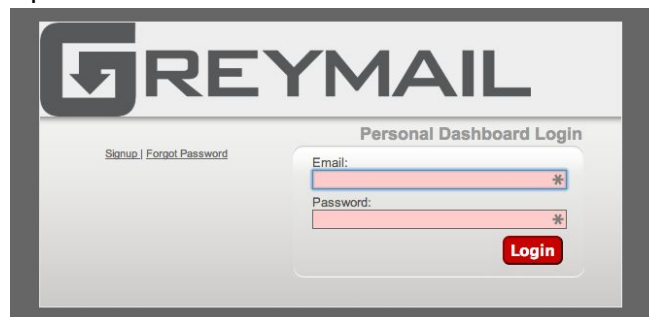 GREYMAIL
Personal Dashboard Login
Signup | Forgot Password
Email:
*
Password:
*
Login